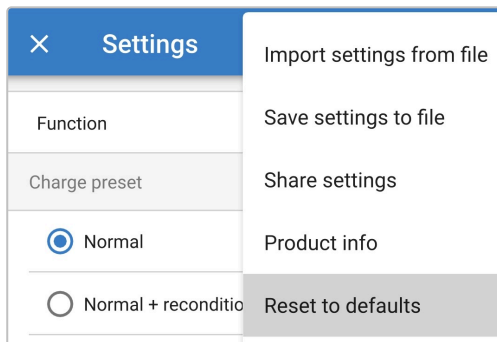 Settings
Import settings from file
Save settings to file
Function
Share settings
Charge preset
Normal
Product info
Normal + reconditio
Reset to defaults